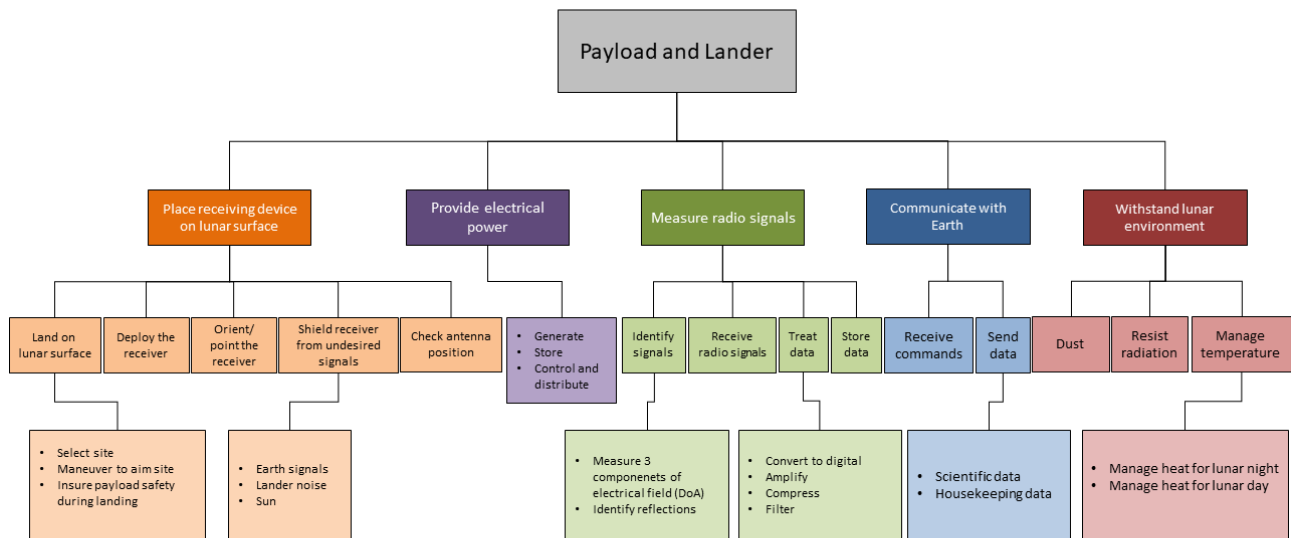 Payload and Lander
Place receiving device
on lunar surface
Provide electrical
power
Measure radio signals
Communicate with
Earth
Withstand lunar
environment
Land on
lunar surface
Deploy the
receiver
Orient/
point the
receiver
Shield receiver
from undesired
signals
Check antenna
position
• Generate
• Store
• Control and
distribute
Identify
signals
Receive
radio signals
Treat
data
Store
data
Receive
commands
Send
data
Dust
Resist
radiation
Manage
temperature
• Select site
• Maneuver to aim site
• Insure payload safety
during landing
• Earth signals
• Lander noise
• Sun
• Measure 3
componenets of
electrical field (DoA)
• Identify reflections
• Convert to digital
• Amplify
• Compress
• Filter
• Scientific data
• Housekeeping data
• Manage heat for lunar night
• Manage heat for lunar day